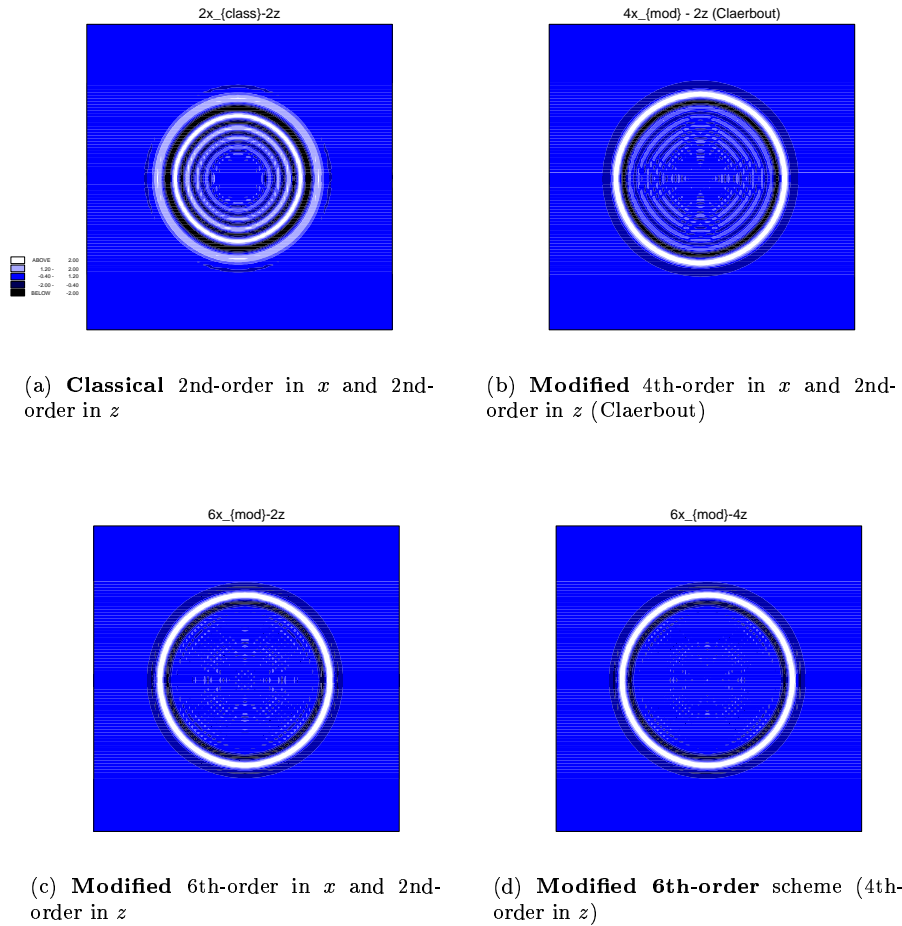 2x_{class}-2z
4x_{mod} - 2z (Claerbout)
ABOVE 2.00
1.20 - 2.00
-0.40 - 1.20
-2.00 - -0.40
BELOW -2.00
(a) Classical 2nd-order in x and 2nd-
order in z
(b) Modified 4th-order in x and 2nd-
order in z (Claerbout)
6x_{mod}-2z
6x_{mod}-4z
(c) Modified 6th-order in x and 2nd-
order in z
(d) Modified 6th-order scheme (4th-
order in z)